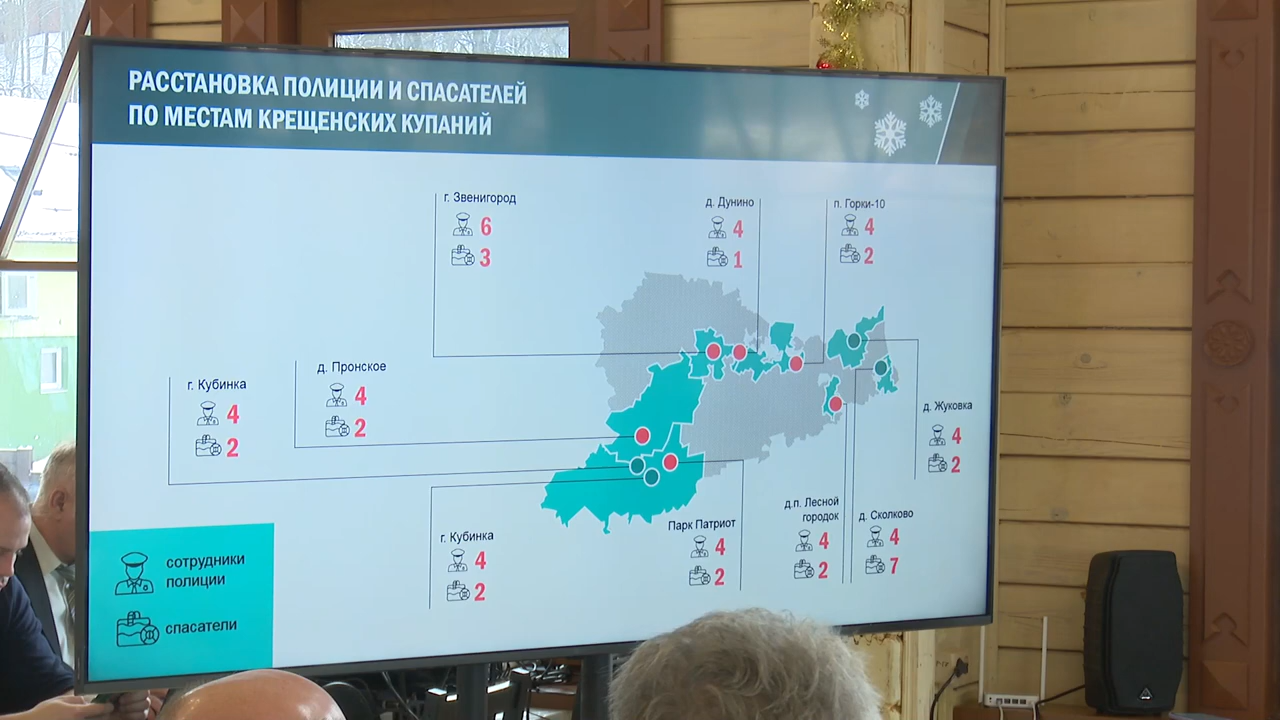 РАССТАНОВКА ПОЛИЦИИ И СПАСАТЕЛЕЙ
ПО МЕСТАМ КРЕЩЕНСКИХ КУПАНИЙ
г. Звенигород
6
3
д. Дунино
4
1
п. Горки-10
4
2
д. Пронское
4
2
г. Кубинка
4
2
д. Жуковка
4
2
г. Кубинка
4
2
Парк Патриот
4
2
д.п. Лесной
городок
4
2
д. Сколково
4
7
сотрудники
полиции
спасатели